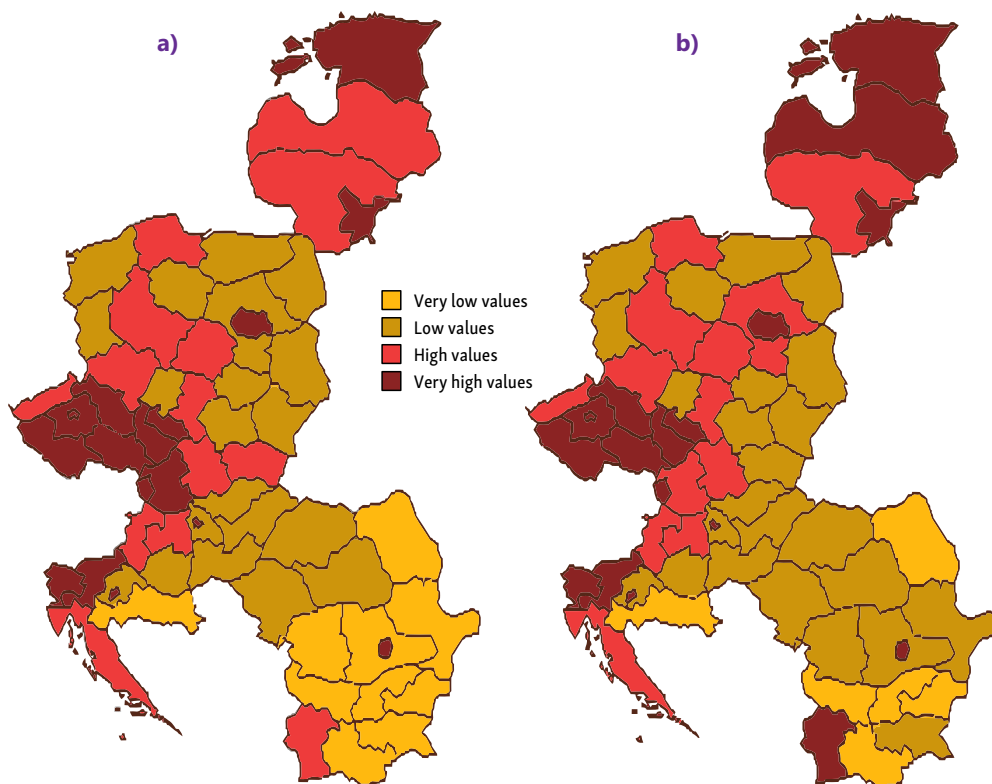 a)
b)
Very low values
Low values
High values
Very high values